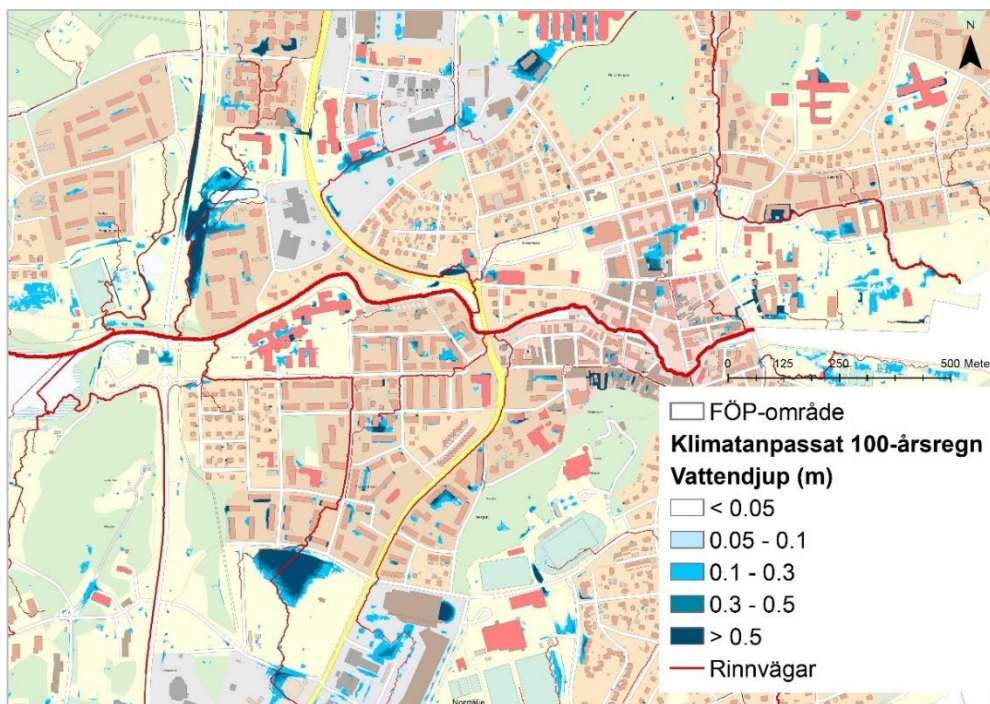 N
0
125
250
500 Mete
FÖP-område
Klimatanpassat 100-årsregn
Vattendjup (m)
< 0.05
0.05 - 0.1
0.1 - 0.3
0.3 - 0.5
> 0.5
Rinnvägar
Norrtälje